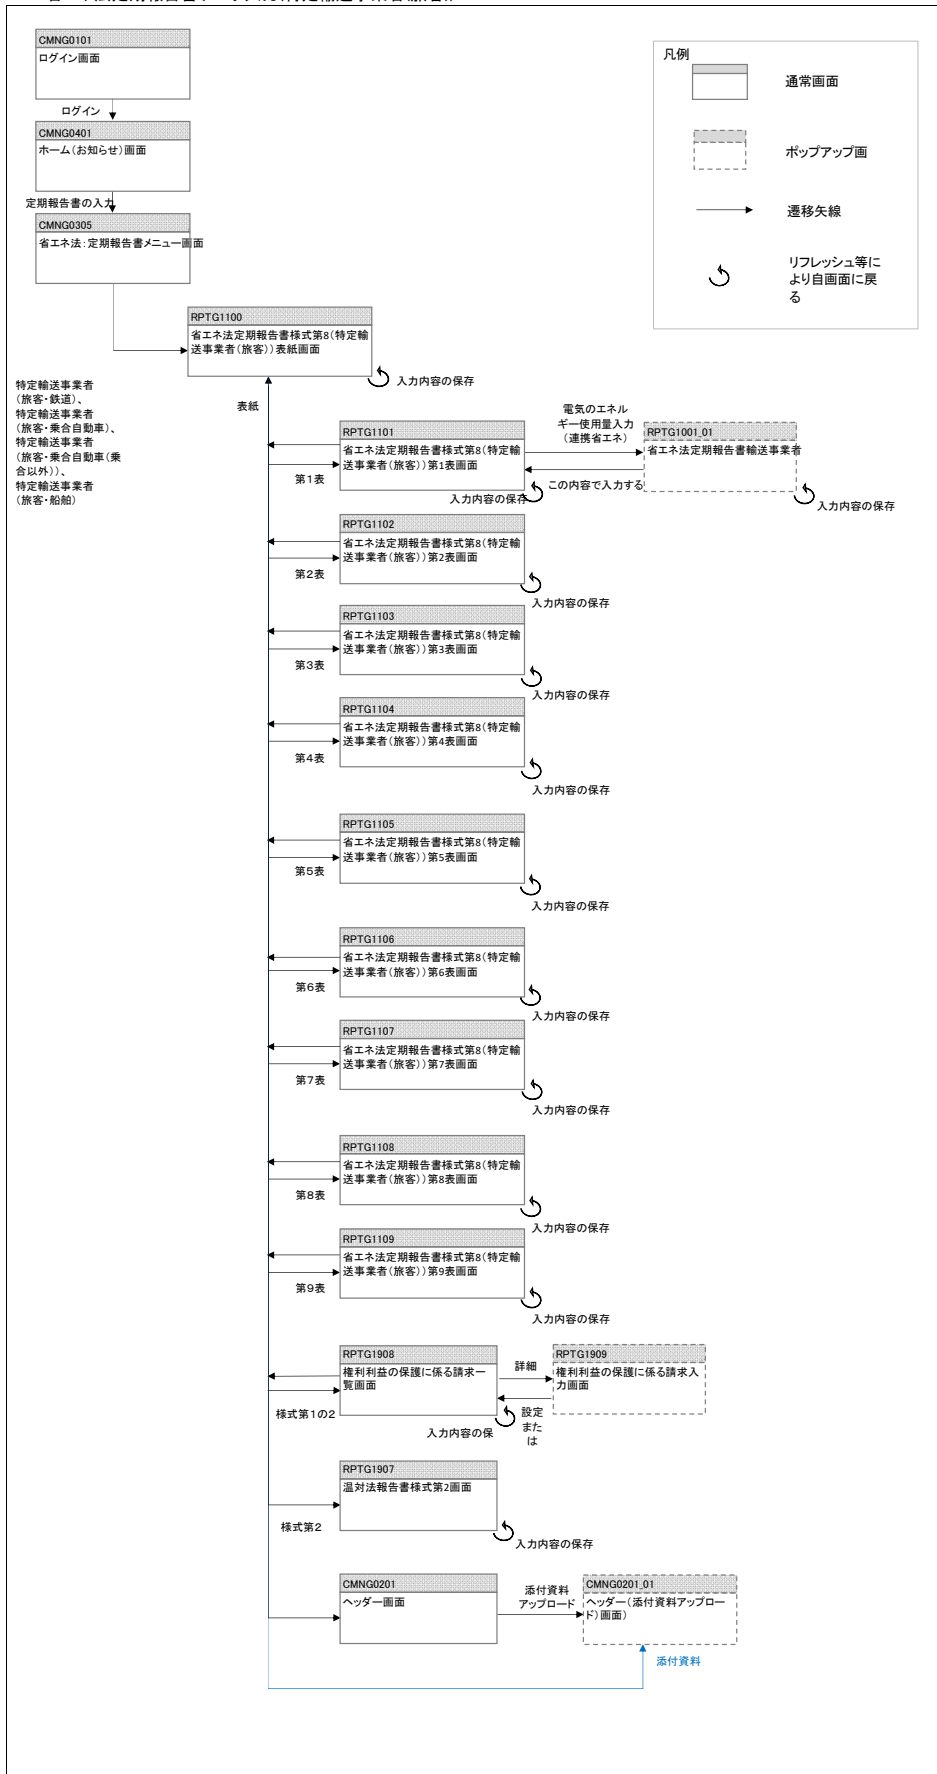 CMNG0101
ログイン画面
ログイン
CMNG0401
ホーム(お知らせ)画面
定期報告書の入力
CMNG0305
省エネ法:定期報告書メニュー画面
凡例
通常画面
ポップアップ画
遷移矢線
リフレッシュ等に
より自画面に戻
る
RPTG1100
省エネ法定期報告書様式第8(特定輸
送事業者(旅客))表紙画面
入力内容の保存
特定輸送事業者
(旅客・鉄道)、
特定輸送事業者
(旅客・乗合自動車)、
特定輸送事業者
(旅客・乗合自動車(乗
合以外))、
特定輸送事業者
(旅客・船舶)
表紙
RPTG1101
省エネ法定期報告書様式第8(特定輸
送事業者(旅客))第1表画面
第1表
入力内容の保存
電気のエネル
ギー使用量入力
(連携省エネ)
この内容で入力する
RPTG1001_01
省エネ法定期報告書輸送事業者
入力内容の保存
RPTG1102
省エネ法定期報告書様式第8(特定輸
送事業者(旅客))第2表画面
第2表
入力内容の保存
RPTG1103
省エネ法定期報告書様式第8(特定輸
送事業者(旅客))第3表画面
第3表
入力内容の保存
RPTG1104
省エネ法定期報告書様式第8(特定輸
送事業者(旅客))第4表画面
第4表
入力内容の保存
RPTG1105
省エネ法定期報告書様式第8(特定輸
送事業者(旅客))第5表画面
第5表
入力内容の保存
RPTG1106
省エネ法定期報告書様式第8(特定輸
送事業者(旅客))第6表画面
第6表
入力内容の保存
RPTG1107
省エネ法定期報告書様式第8(特定輸
送事業者(旅客))第7表画面
第7表
入力内容の保存
RPTG1108
省エネ法定期報告書様式第8(特定輸
送事業者(旅客))第8表画面
第8表
入力内容の保存
RPTG1109
省エネ法定期報告書様式第8(特定輸
送事業者(旅客))第9表画面
第9表
入力内容の保存
RPTG1908
権利利益の保護に係る請求一
覧画面
様式第1の2
入力内容の保
詳細
設定
また
は
RPTG1909
権利利益の保護に係る請求入
力画面
RPTG1907
温対法報告書様式第2画面
様式第2
入力内容の保存
CMNG0201
ヘッダー画面
添付資料
アップロード
CMNG0201_01
ヘッダー(添付資料アップロー
ド)画面)
添付資料